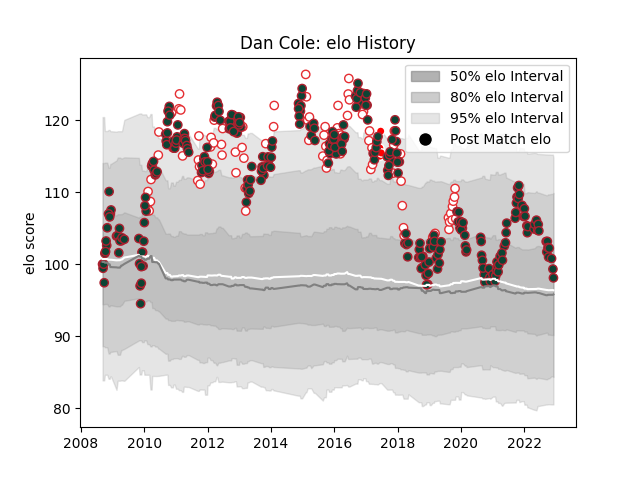 Dan Cole: elo History
50% elo Interval
80% elo Interval
95% elo Interval
Post Match elo
elo score
120
110
100
90
80
2008 2010 2012 2014 2016 2018 2020 2022